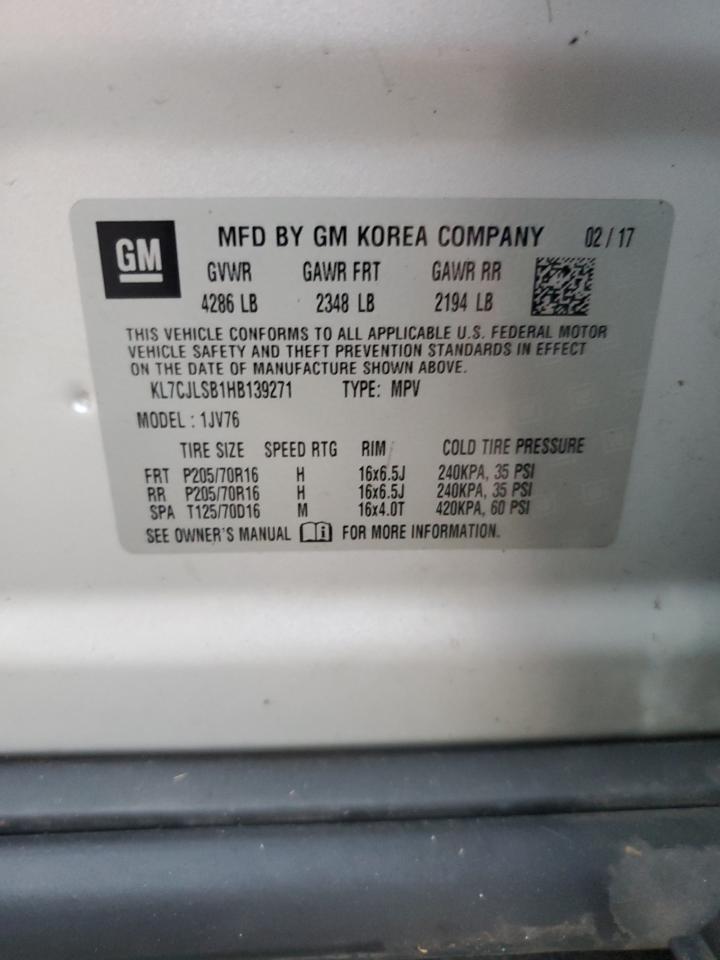 GM MFD BY GM KOREA COMPANY 02/17
GVWR GAWR FRT GAWR RR
4286 LB 2348 LB 2194 LB
THIS VEHICLE CONFORMS TO ALL APPLICABLE U.S. FEDERAL MOTOR
VEHICLE SAFETY AND THEFT PREVENTION STANDARDS IN EFFECT
ON THE DATE OF MANUFACTURE SHOWN ABOVE.
KL7CJLSB1HB139271 TYPE: MPV
MODEL : 1JV76
TIRE SIZE SPEED RTG RIM COLD TIRE PRESSURE
FRT P205/70R16 H 16x6.5J 240KPA, 35 PSI
RR P205/70R16 H 16x6.5J 240KPA, 35 PSI
SPA T125/70D16 M 16x4.0T 420KPA, 60 PSI
SEE OWNER'S MANUAL i FOR MORE INFORMATION.